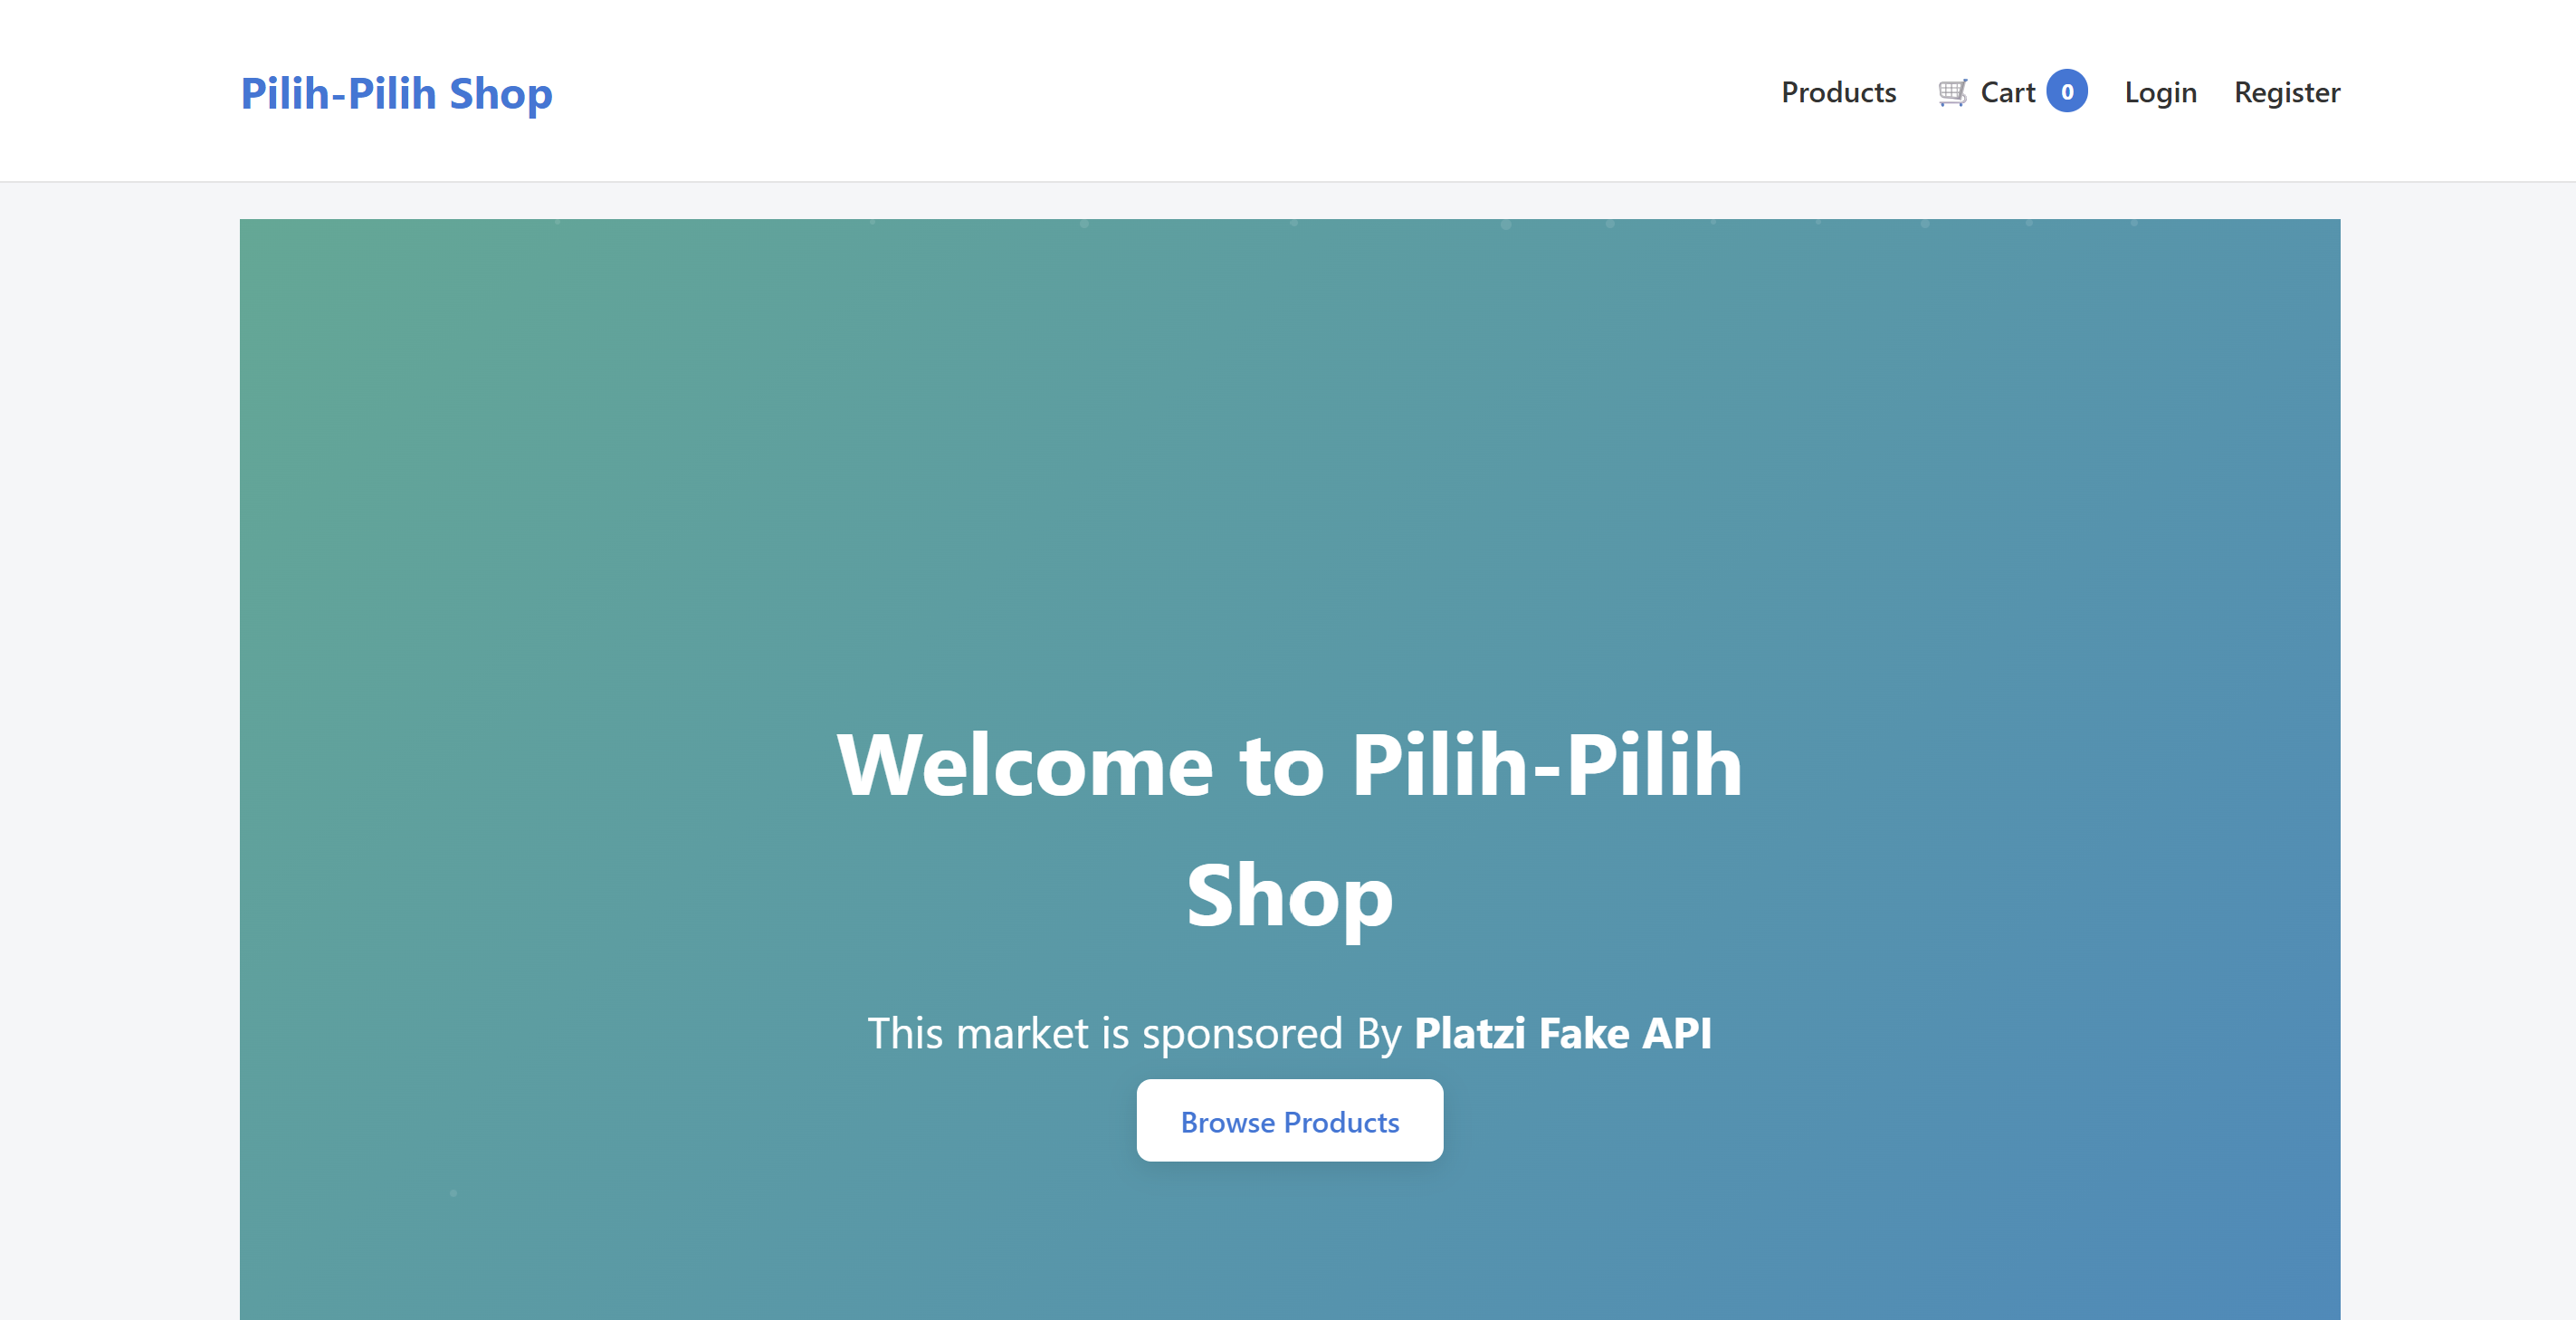 Pilih-Pilih Shop
Products 🛒 Cart 0 Login Register
Welcome to Pilih-Pilih
Shop
This market is sponsored By Platzi Fake API
Browse Products